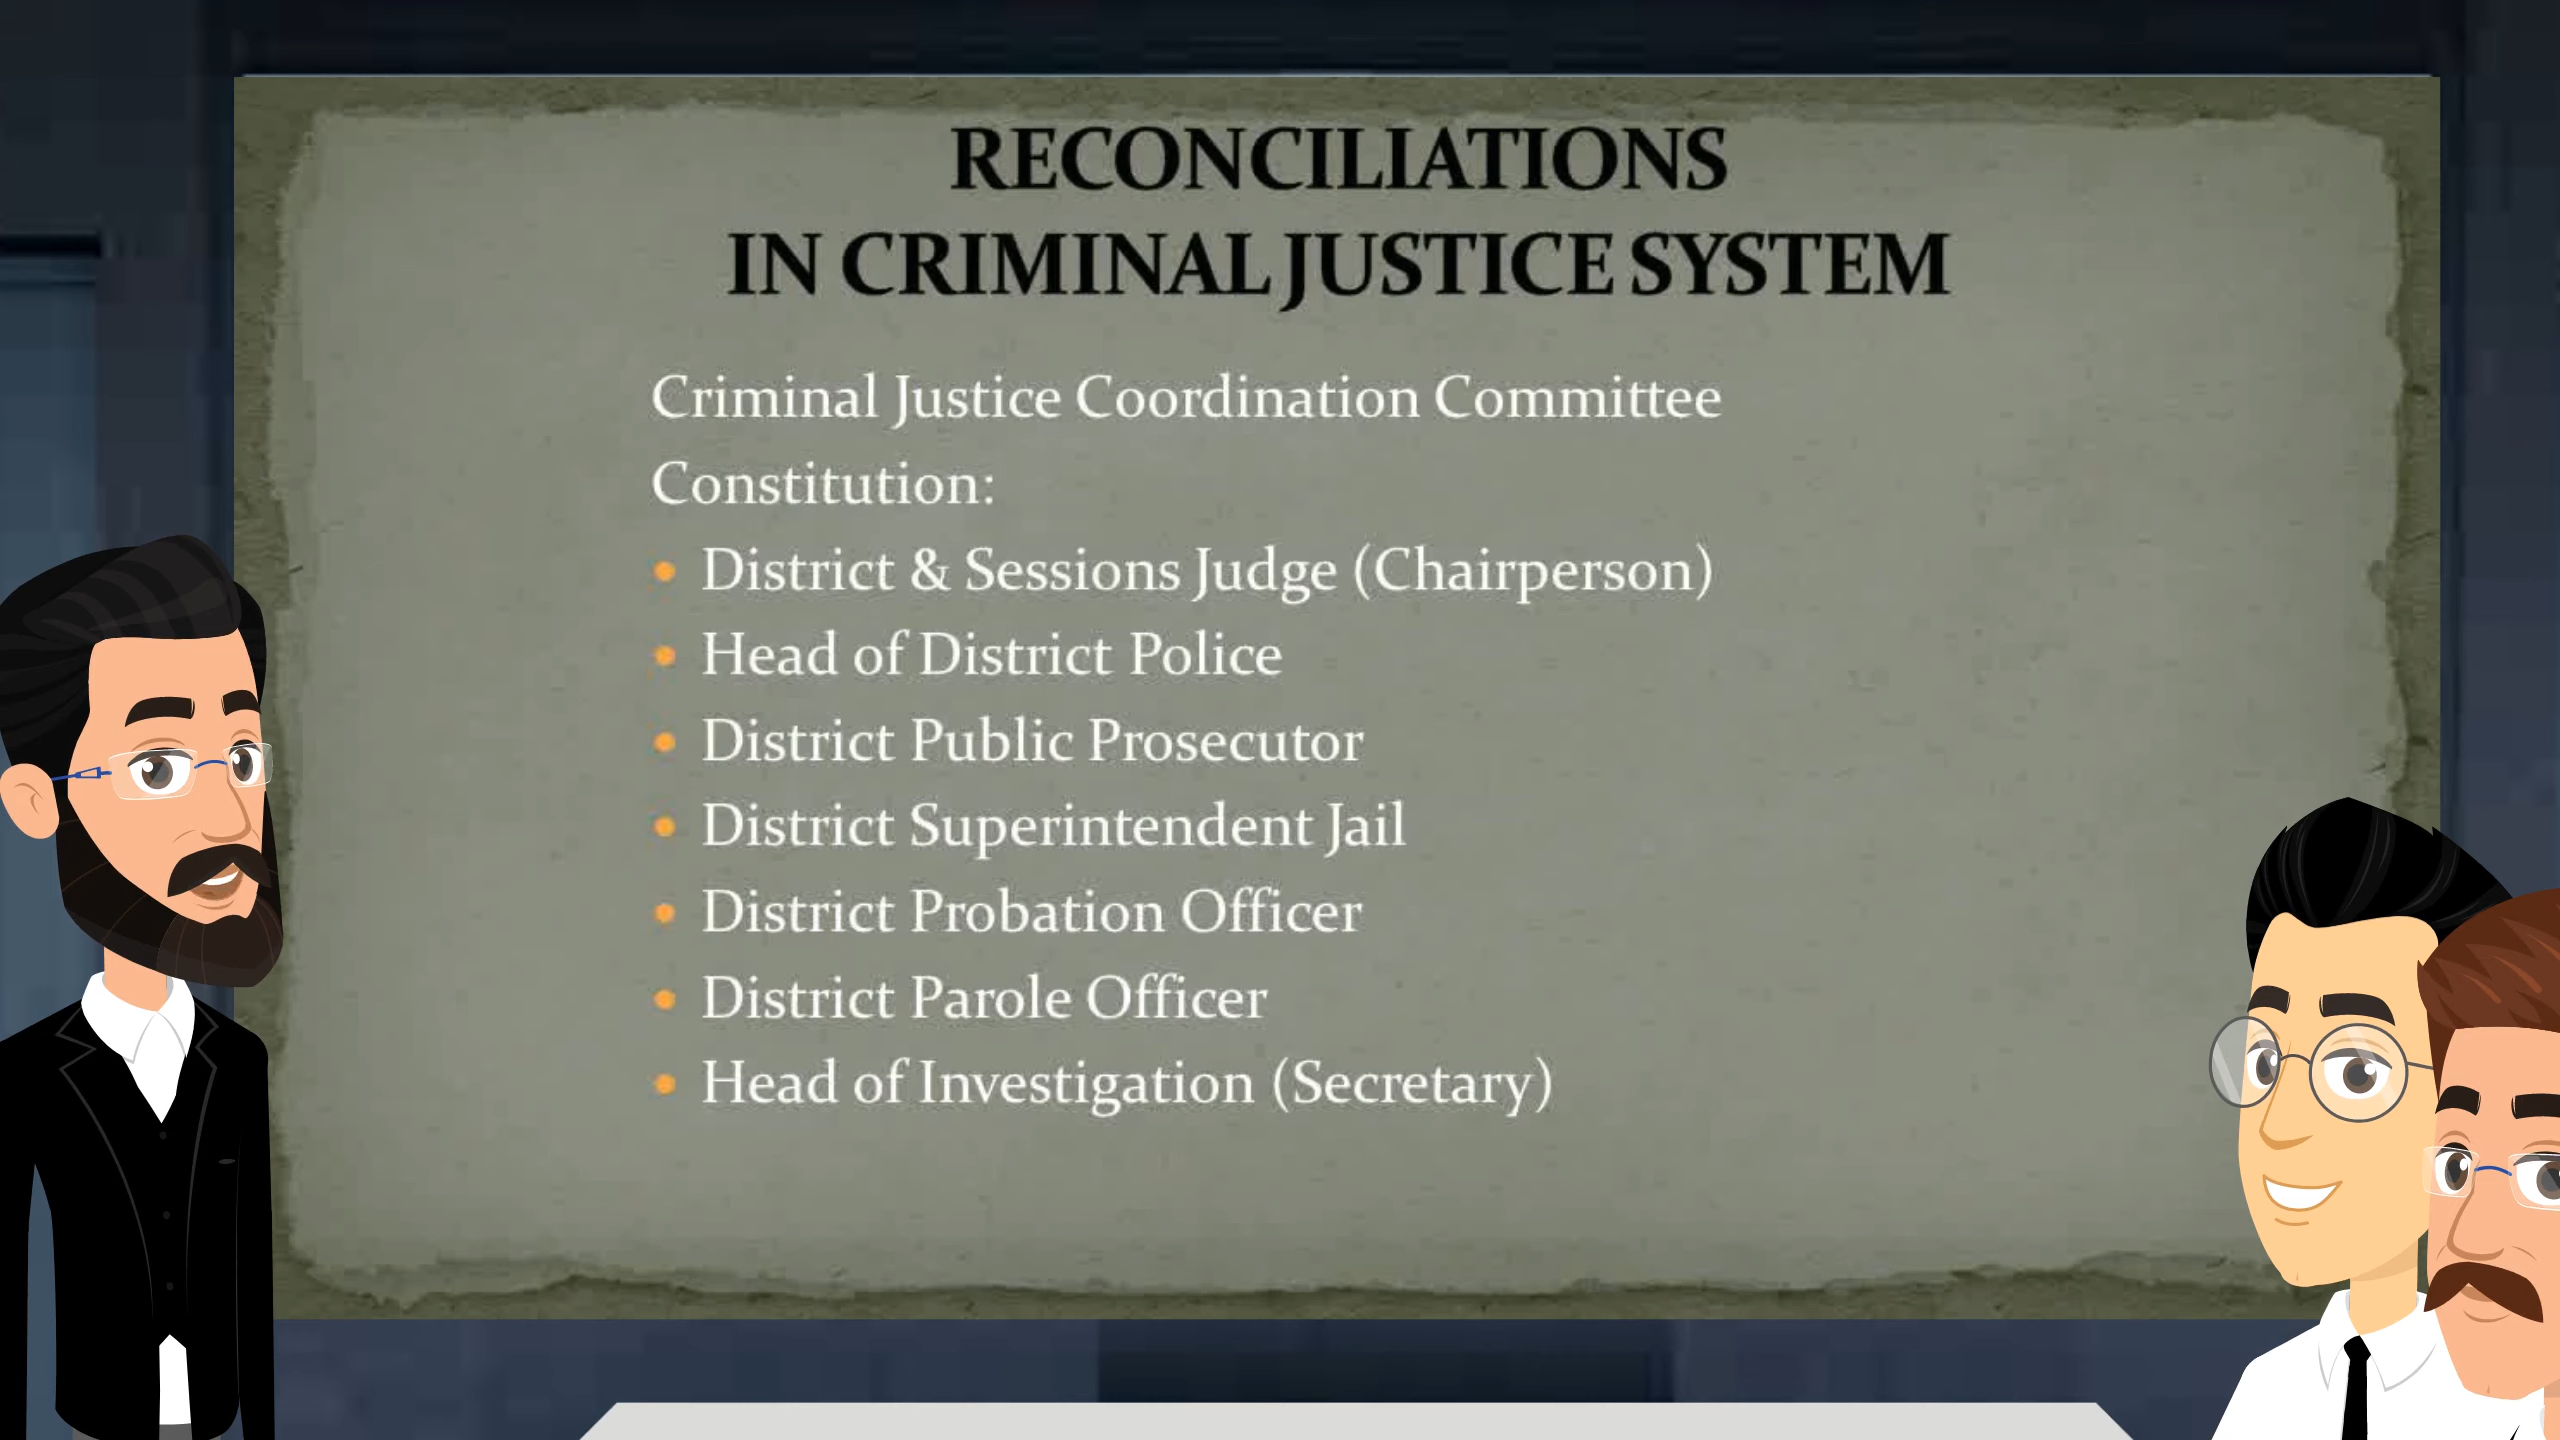 RECONCILIATIONS
IN CRIMINAL JUSTICE SYSTEM
Criminal Justice Coordination Committee
Constitution:
• District & Sessions Judge (Chairperson)
• Head of District Police
• District Public Prosecutor
• District Superintendent Jail
• District Probation Officer
• District Parole Officer
• Head of Investigation (Secretary)